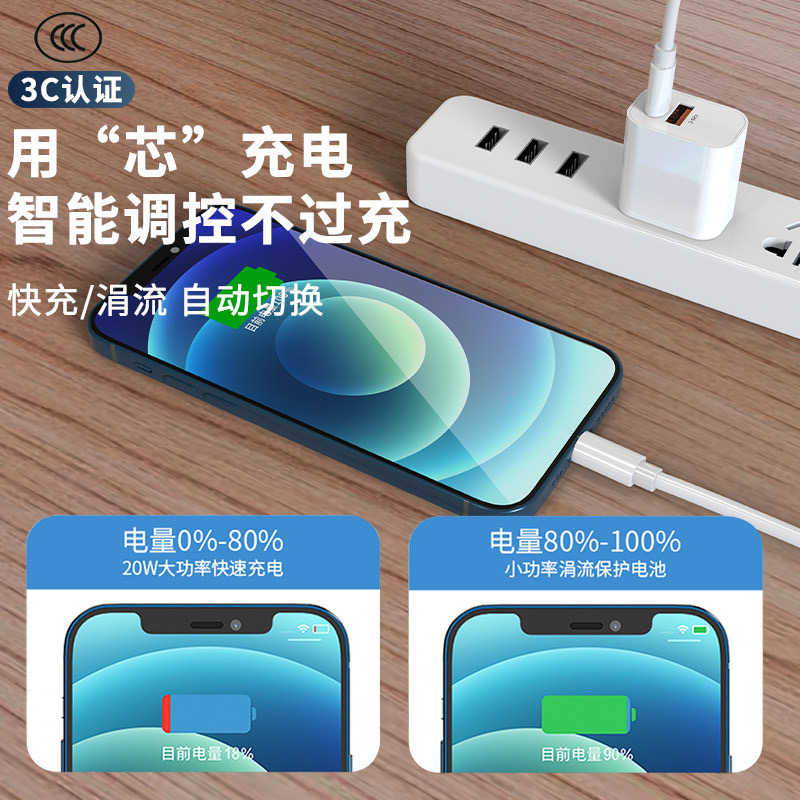 CCC
3C认证
用“芯”充电
智能调控不过充
快充/涓流 自动切换
电量0%-80%
20W大功率快速充电
目前电量18%
电量80%-100%
小功率涓流保护电池
目前电量90%